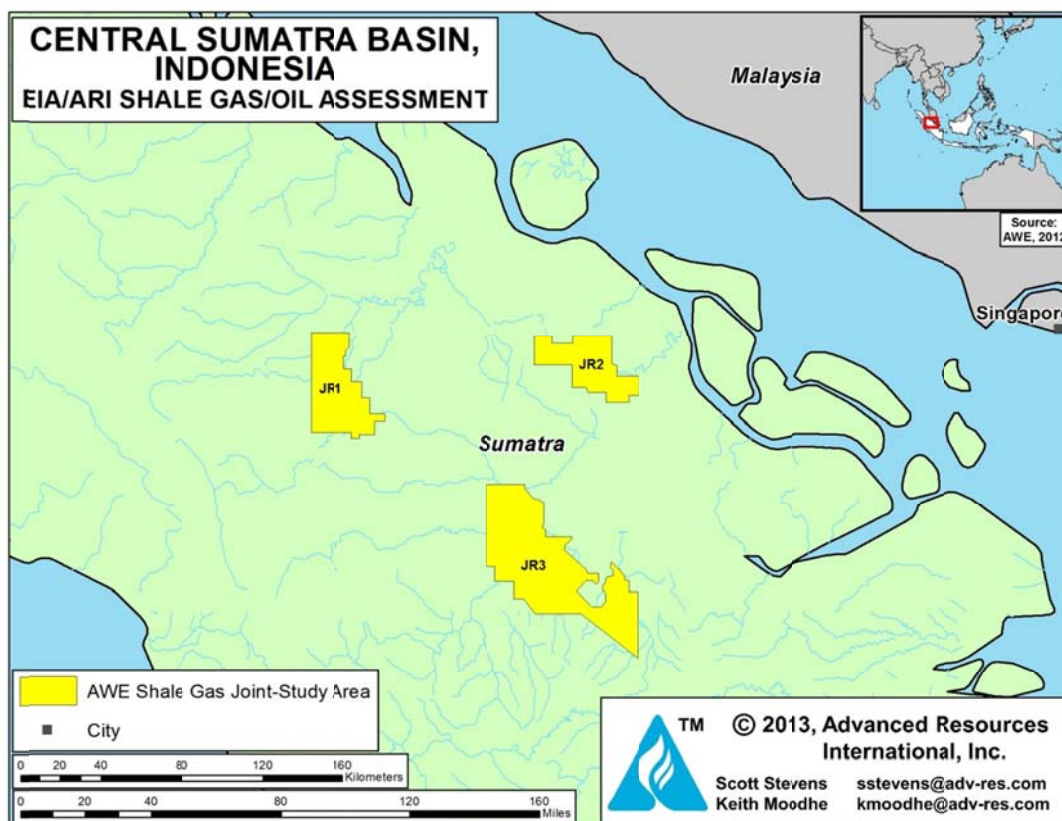 CENTRAL SUMATRA BASIN,
INDONESIA
EIA/ARI SHALE GAS/OIL ASSESSMENT
Malaysia
Source:
AWE, 2012
Singapore
JR1
JR2
Sumatra
JR3
AWE Shale Gas Joint-Study Area
City
0 20 40 80 120 160
Kilometers
0 20 40 80 120 160
Miles
TM
© 2013, Advanced Resources
International, Inc.
Scott Stevens sstevens@adv-res.com
Keith Moodhe kmoodhe@adv-res.com